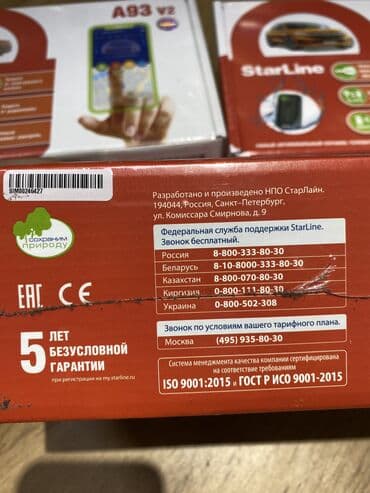 A93 v2
StarLine
SIM00246427
Разработано и произведено НПО СтарЛайн.
194044, Россия, Санкт–Петербург,
ул. Комиссара Смирнова, д. 9
сохраним
природу
Федеральная служба поддержки StarLine.
Звонок бесплатный.
Россия 8-800-333-80-30
Беларусь 8-10-8000-333-80-30
Казахстан 8-800-070-80-30
Киргизия 0-800-111-80-30
Украина 0-800-502-308
EAC CE
Звонок по условиям вашего тарифного плана.
Москва (495) 935-80-30
5 ЛЕТ
БЕЗУСЛОВНОЙ
ГАРАНТИИ
при регистрации на my.starline.ru
Система менеджмента качества компании сертифицирована
на соответствие требованиям
ISO 9001:2015 и ГОСТ Р ИСО 9001-2015